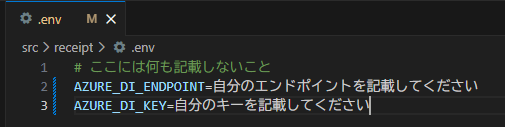 .env M ×
src > receipt > .env
1 # ここには何も記載しないこと
2 AZURE_DI_ENDPOINT=自分のエンドポイントを記載してください
3 AZURE_DI_KEY=自分のキーを記載してください